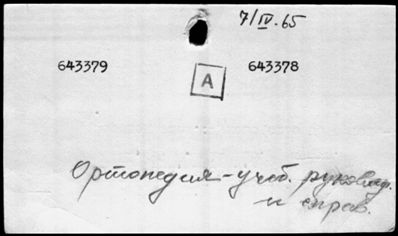 7/IV.65
643379 643378
А
Ортопедия – учеб. руковод.
и справ.